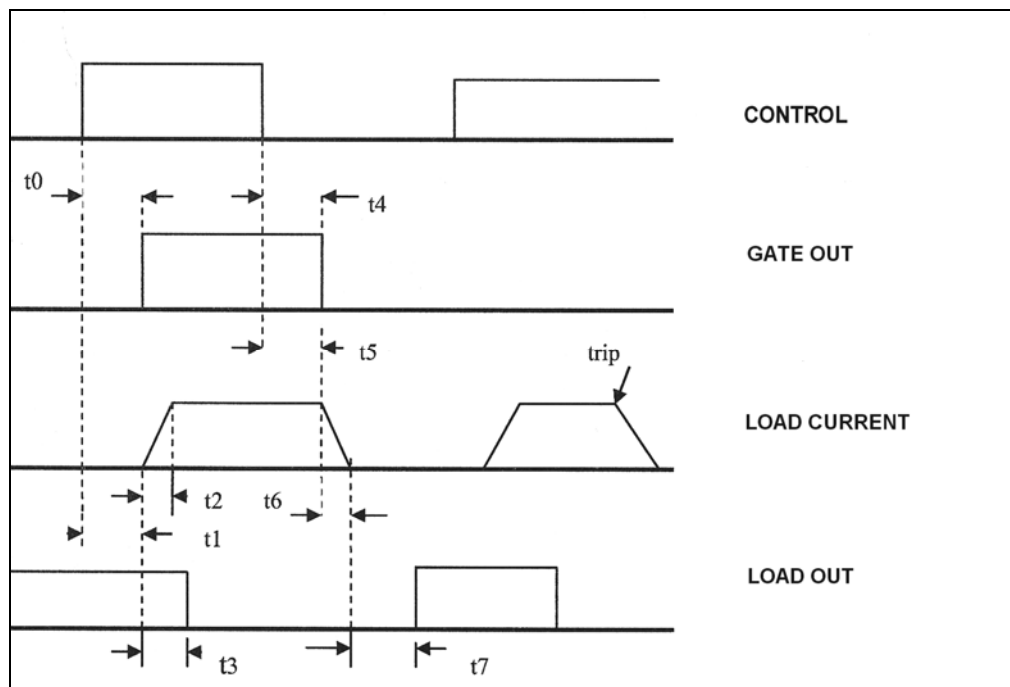 CONTROL
t0
t4
GATE OUT
t5
trip
LOAD CURRENT
t2
t6
t1
LOAD OUT
t3
t7